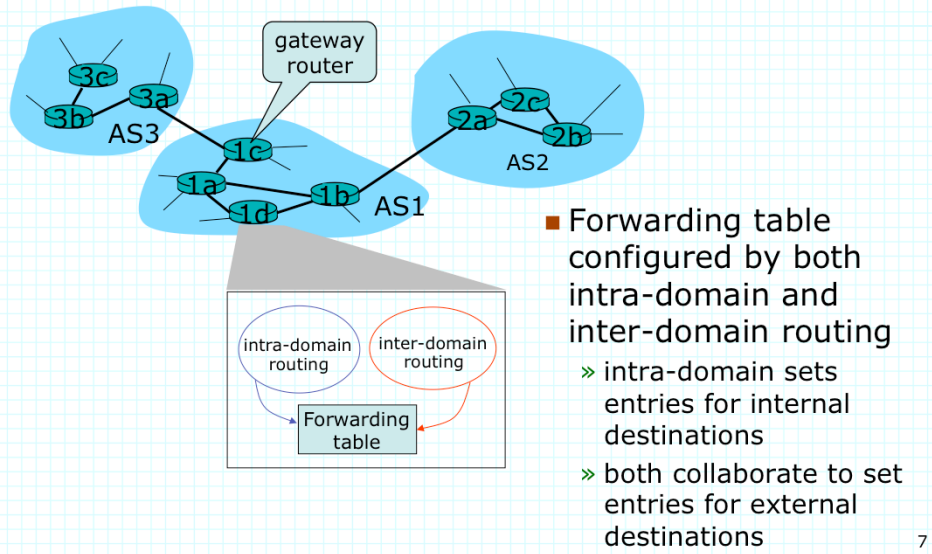 gateway
router
3c
3a
3b
AS3
1c
1a
1b
1d
AS1
2c
2a
2b
AS2
intra-domain
routing
inter-domain
routing
Forwarding
table
Forwarding table
configured by both
intra-domain and
inter-domain routing
» intra-domain sets
entries for internal
destinations
» both collaborate to set
entries for external
destinations
7